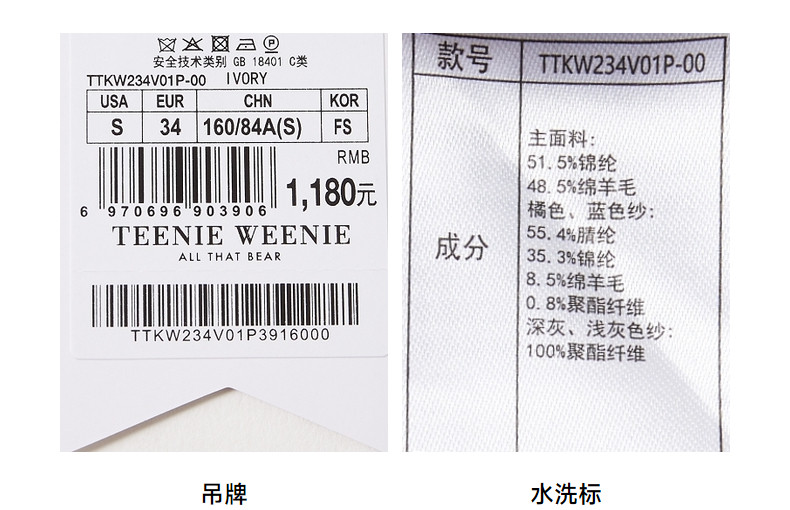 安全技术类别 GB 18401 C类
TTKW234V01P-00 IVORY
USA EUR CHN KOR
S 34 160/84A(S) FS
RMB
1,180元
6 970696 903906
TEENIE WEENIE
ALL THAT BEAR
TTKW234V01P3916000
吊牌
款号 TTKW234V01P-00
成分
主面料:
51.5%锦纶
48.5%绵羊毛
橘色、蓝色纱:
55.4%腈纶
35.3%锦纶
8.5%绵羊毛
0.8%聚酯纤维
深灰、浅灰色纱:
100%聚酯纤维
水洗标